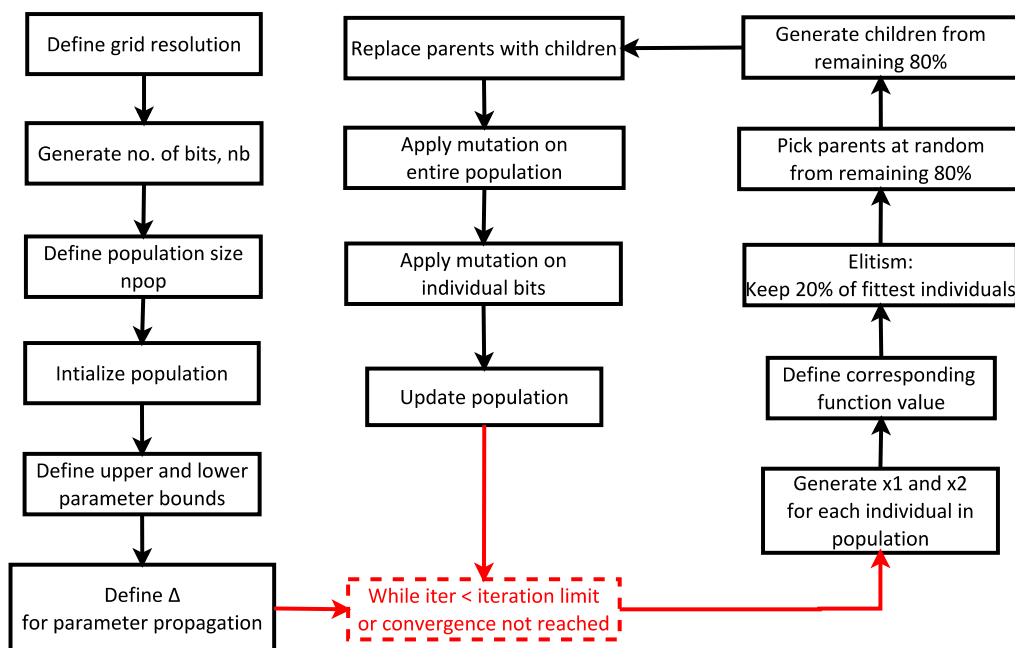 Define grid resolution
Generate no. of bits, nb
Define population size
npop
Intialize population
Define upper and lower
parameter bounds
Define Δ
for parameter propagation
While iter < iteration limit
or convergence not reached
Generate x1 and x2
for each individual in
population
Define corresponding
function value
Elitism:
Keep 20% of fittest individuals
Pick parents at random
from remaining 80%
Generate children from
remaining 80%
Replace parents with children
Apply mutation on
entire population
Apply mutation on
individual bits
Update population